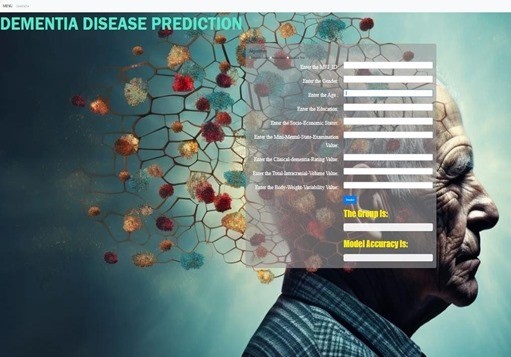 MENU
DEMENTIA DISEASE PREDICTION
Enter the MRI_ID
Enter the Gender
Enter the Age
Enter the Education
Enter the Socio-Economic Status
Enter the Mini-Mental-State-Examination
Value
Enter the Clinical-dementia-Rating Value
Enter the Total-Intracranial-Volume Value
Enter the Body-Weight-Variability Value
The Group is:
Model Accuracy is: